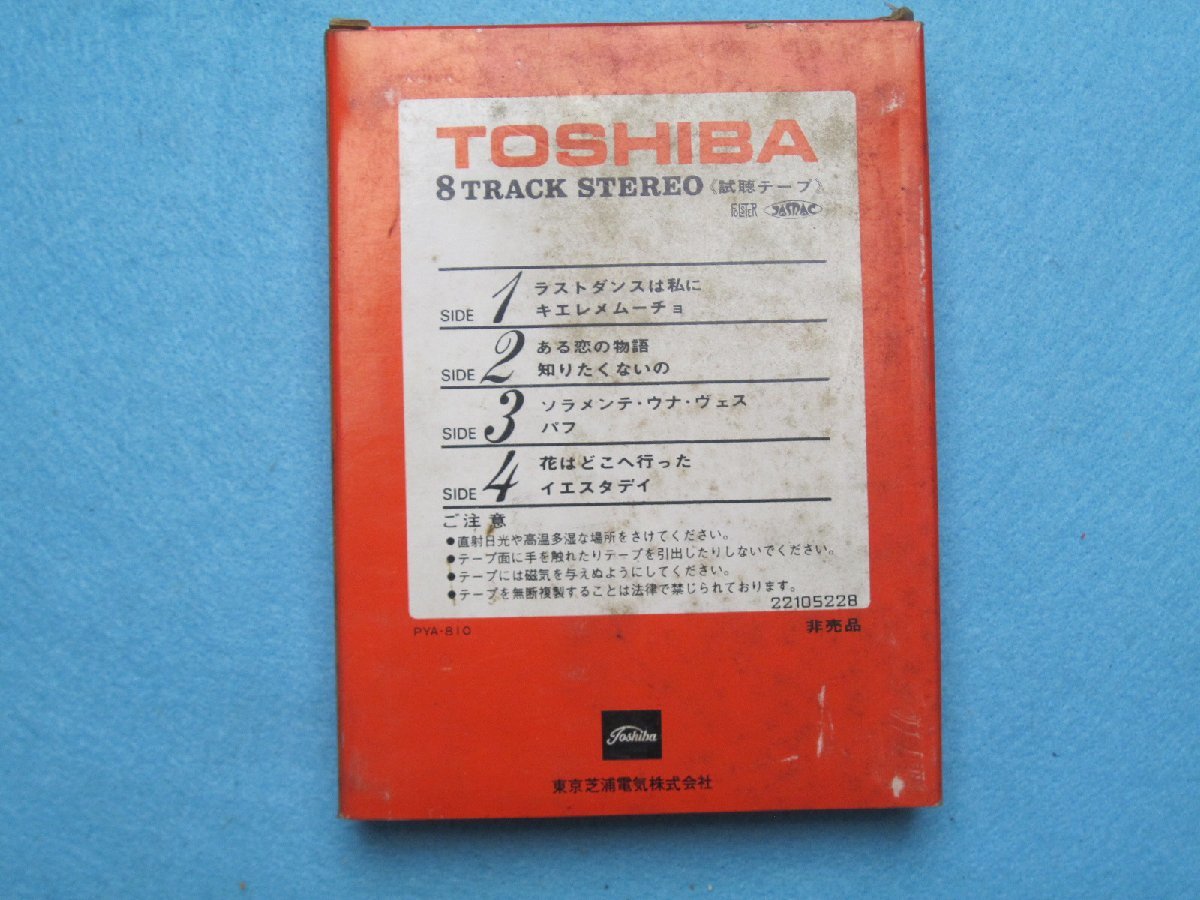 TOSHIBA
8 TRACK STEREO 《試聴テープ》
JASRAC
SIDE 1 ラストダンスは私に
キエレメムーチョ
SIDE 2 ある恋の物語
知りたくないの
SIDE 3 ソラメンテ・ウナ・ヴェス
パフ
SIDE 4 花はどこへ行った
イエスタデイ
ご注意
●直射日光や高温多湿な場所をさけてください。
●テープ面に手を触れたりテープを引出したりしないでください。
●テープには磁気を与えぬようにしてください。
●テープを無断複製することは法律で禁じられております。
22105228
PYA-810
非売品
Toshiba
東京芝浦電気株式会社